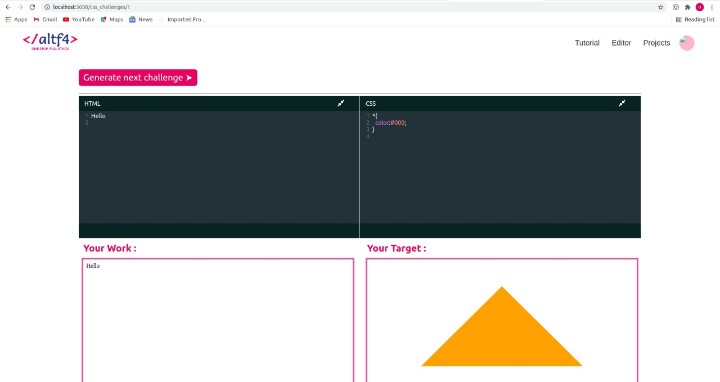 localhost:3000/css_challenges/1
Apps Gmail YouTube Maps News Imported Fro... Reading list
</altf4>
Tutorial Editor Projects
Generate next challenge ➤
HTML
1 Hello
2
CSS
1 *{
2 color:#000;
3 }
4
Your Work :
Your Target :
Hello